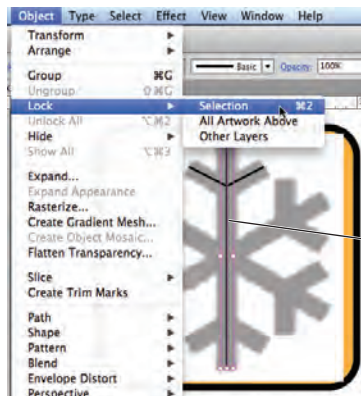 Object Type Select Effect View Window Help
Transform
Arrange
Basic Opacity: 100%
Group ⌘G
Ungroup ⇧⌘G
Lock Selection ⌘2
Unlock All ⌥⌘2 All Artwork Above
Hide Other Layers
Show All ⌥⌘3
Expand...
Expand Appearance
Rasterize...
Create Gradient Mesh...
Create Object Mosaic...
Flatten Transparency...
Slice
Create Trim Marks
Path
Shape
Pattern
Blend
Envelope Distort
Perspective